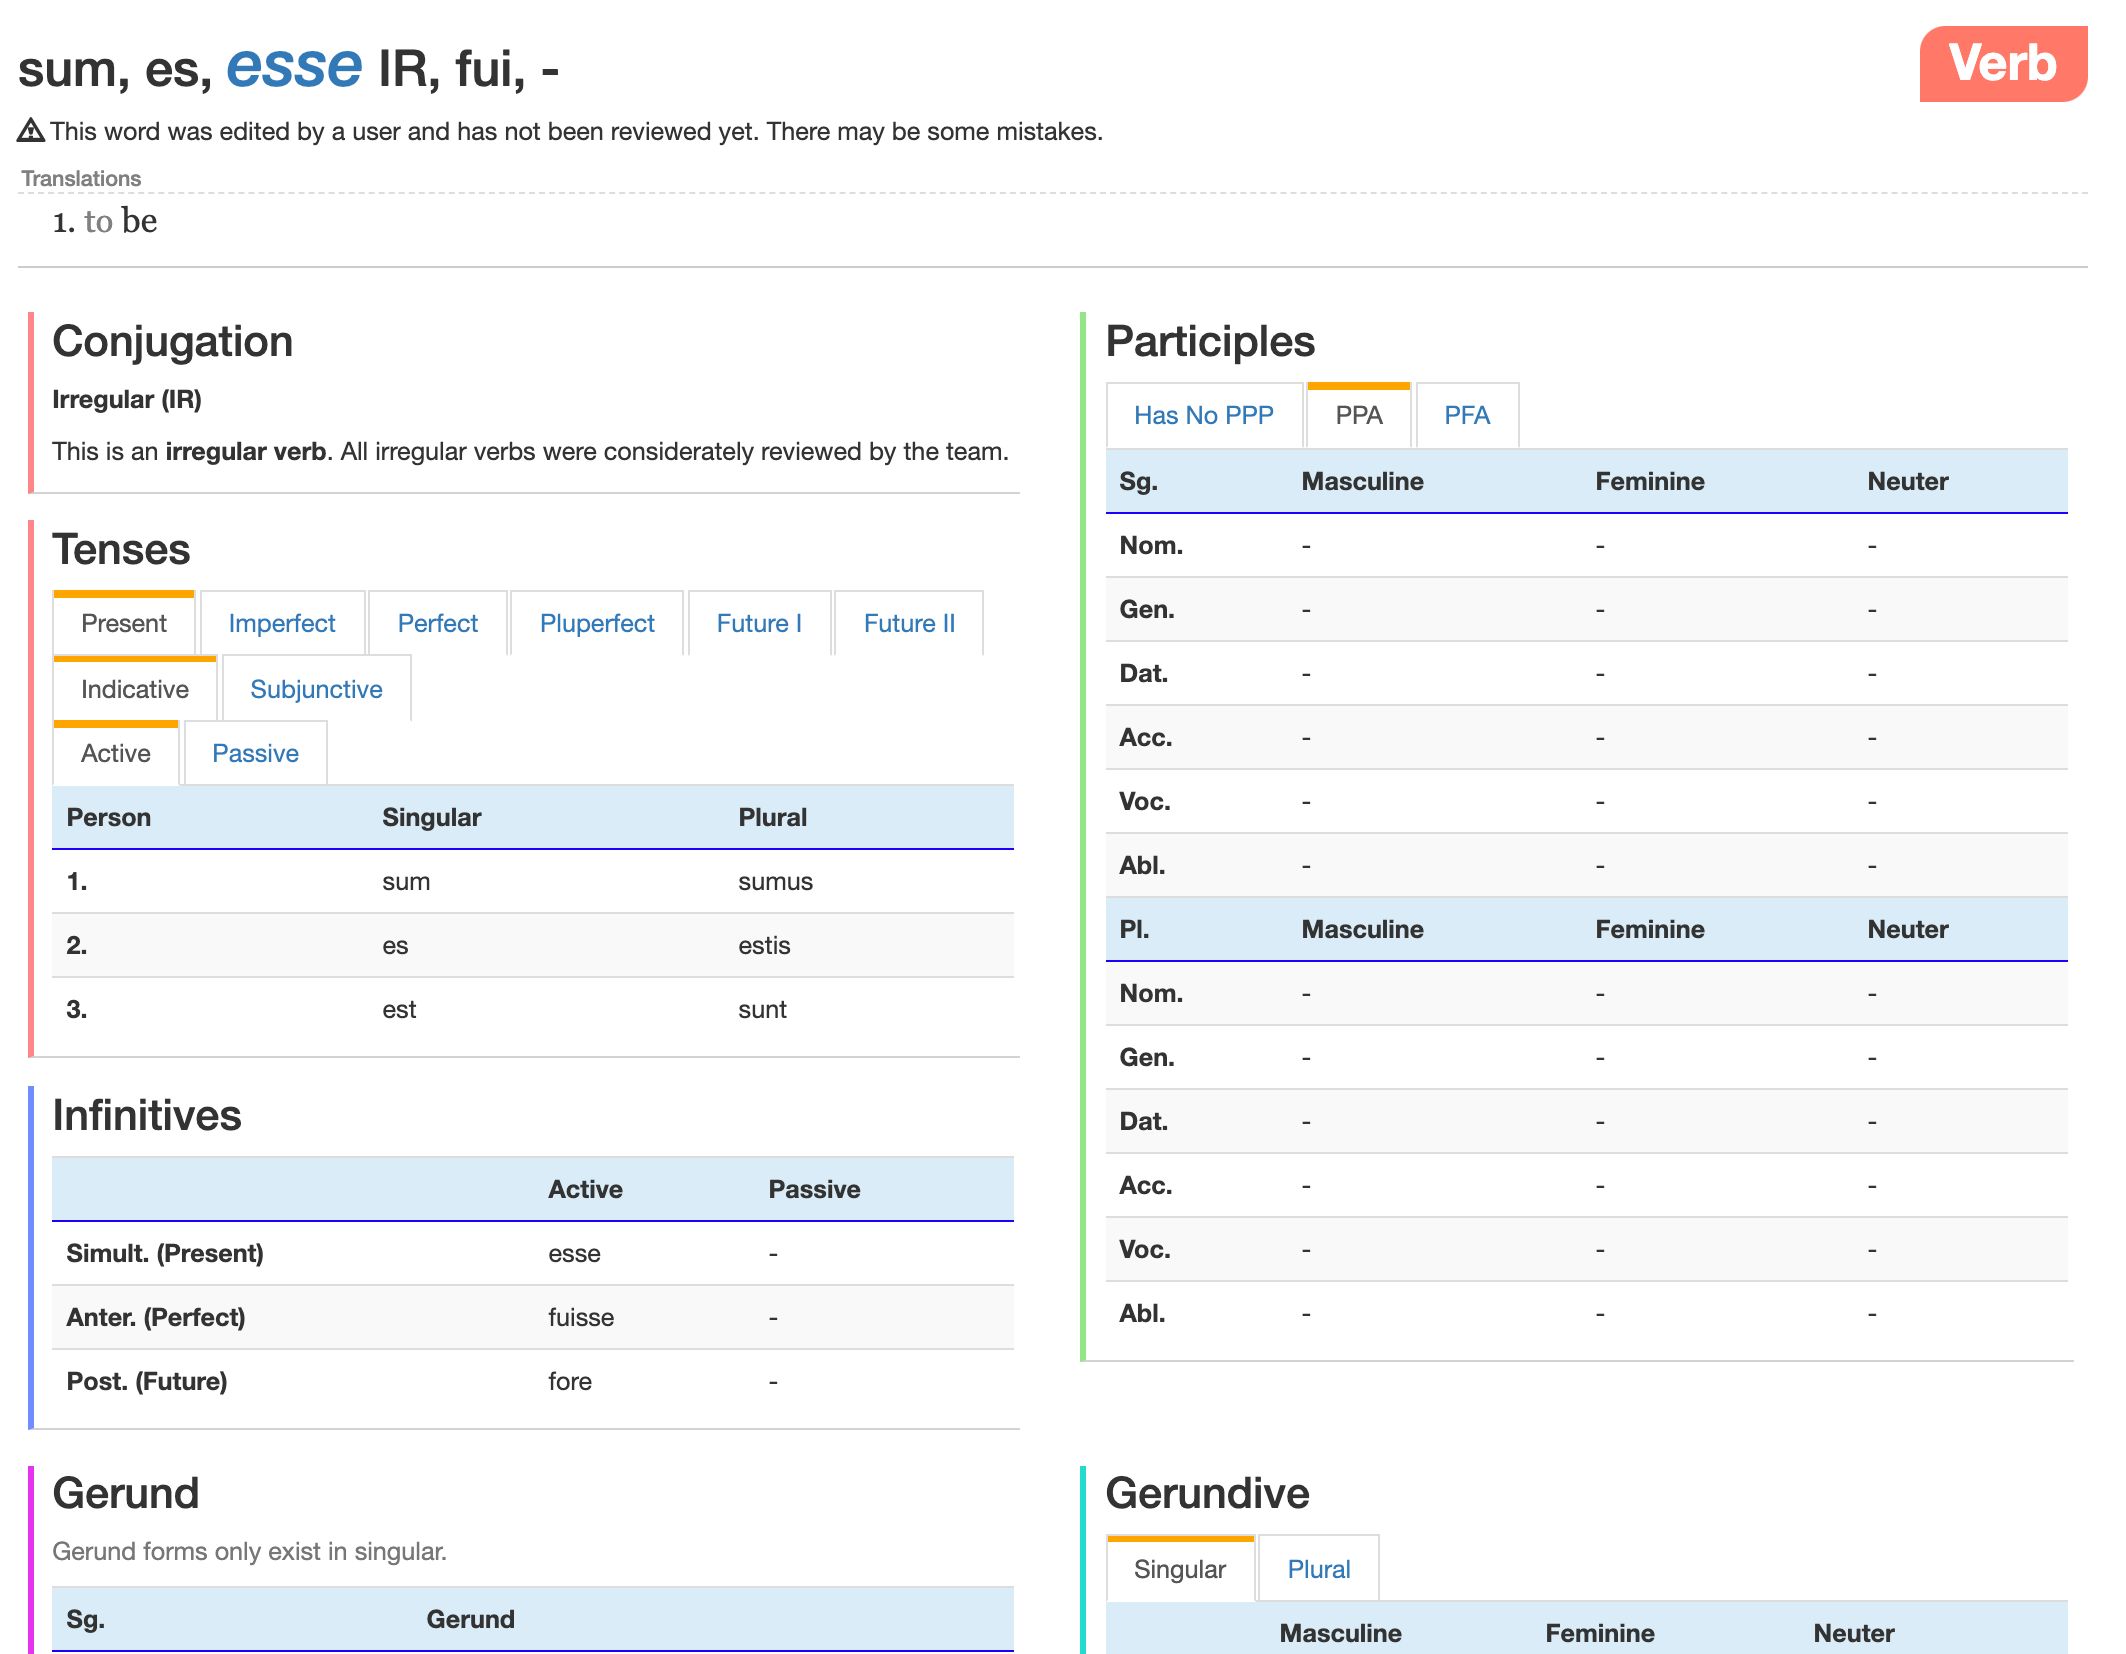 sum, es, esse IR, fui, -
Verb
This word was edited by a user and has not been reviewed yet. There may be some mistakes.
Translations
1. to be
Conjugation
Irregular (IR)
This is an irregular verb. All irregular verbs were considerately reviewed by the team.
Tenses
Present Imperfect Perfect Pluperfect Future I Future II
Indicative Subjunctive
Active Passive
Person Singular Plural
1. sum sumus
2. es estis
3. est sunt
Infinitives
Active Passive
Simult. (Present) esse -
Anter. (Perfect) fuisse -
Post. (Future) fore -
Participles
Has No PPP PPA PFA
Sg. Masculine Feminine Neuter
Nom. - - -
Gen. - - -
Dat. - - -
Acc. - - -
Voc. - - -
Abl. - - -
Pl. Masculine Feminine Neuter
Nom. - - -
Gen. - - -
Dat. - - -
Acc. - - -
Voc. - - -
Abl. - - -
Gerund
Gerund forms only exist in singular.
Sg. Gerund
Gerundive
Singular Plural
Masculine Feminine Neuter